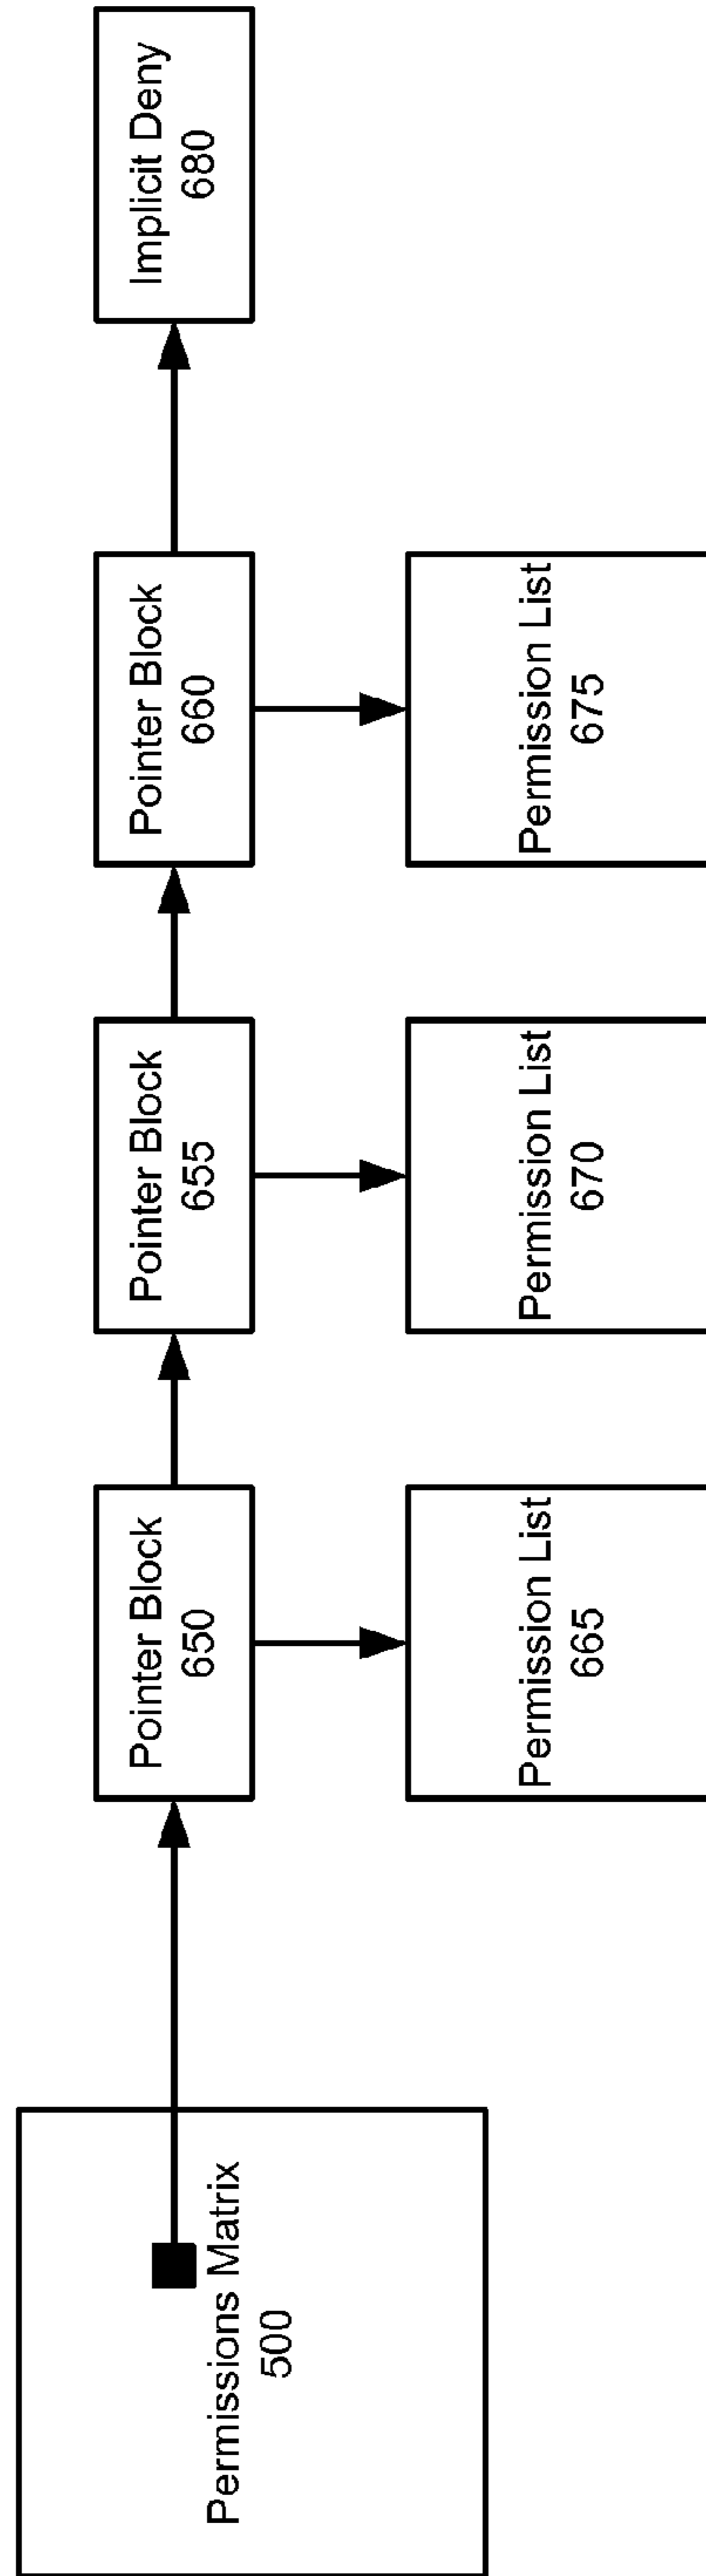 Permissions Matrix
500
Pointer Block
650
Pointer Block
655
Pointer Block
660
Implicit Deny
680
Permission List
665
Permission List
670
Permission List
675